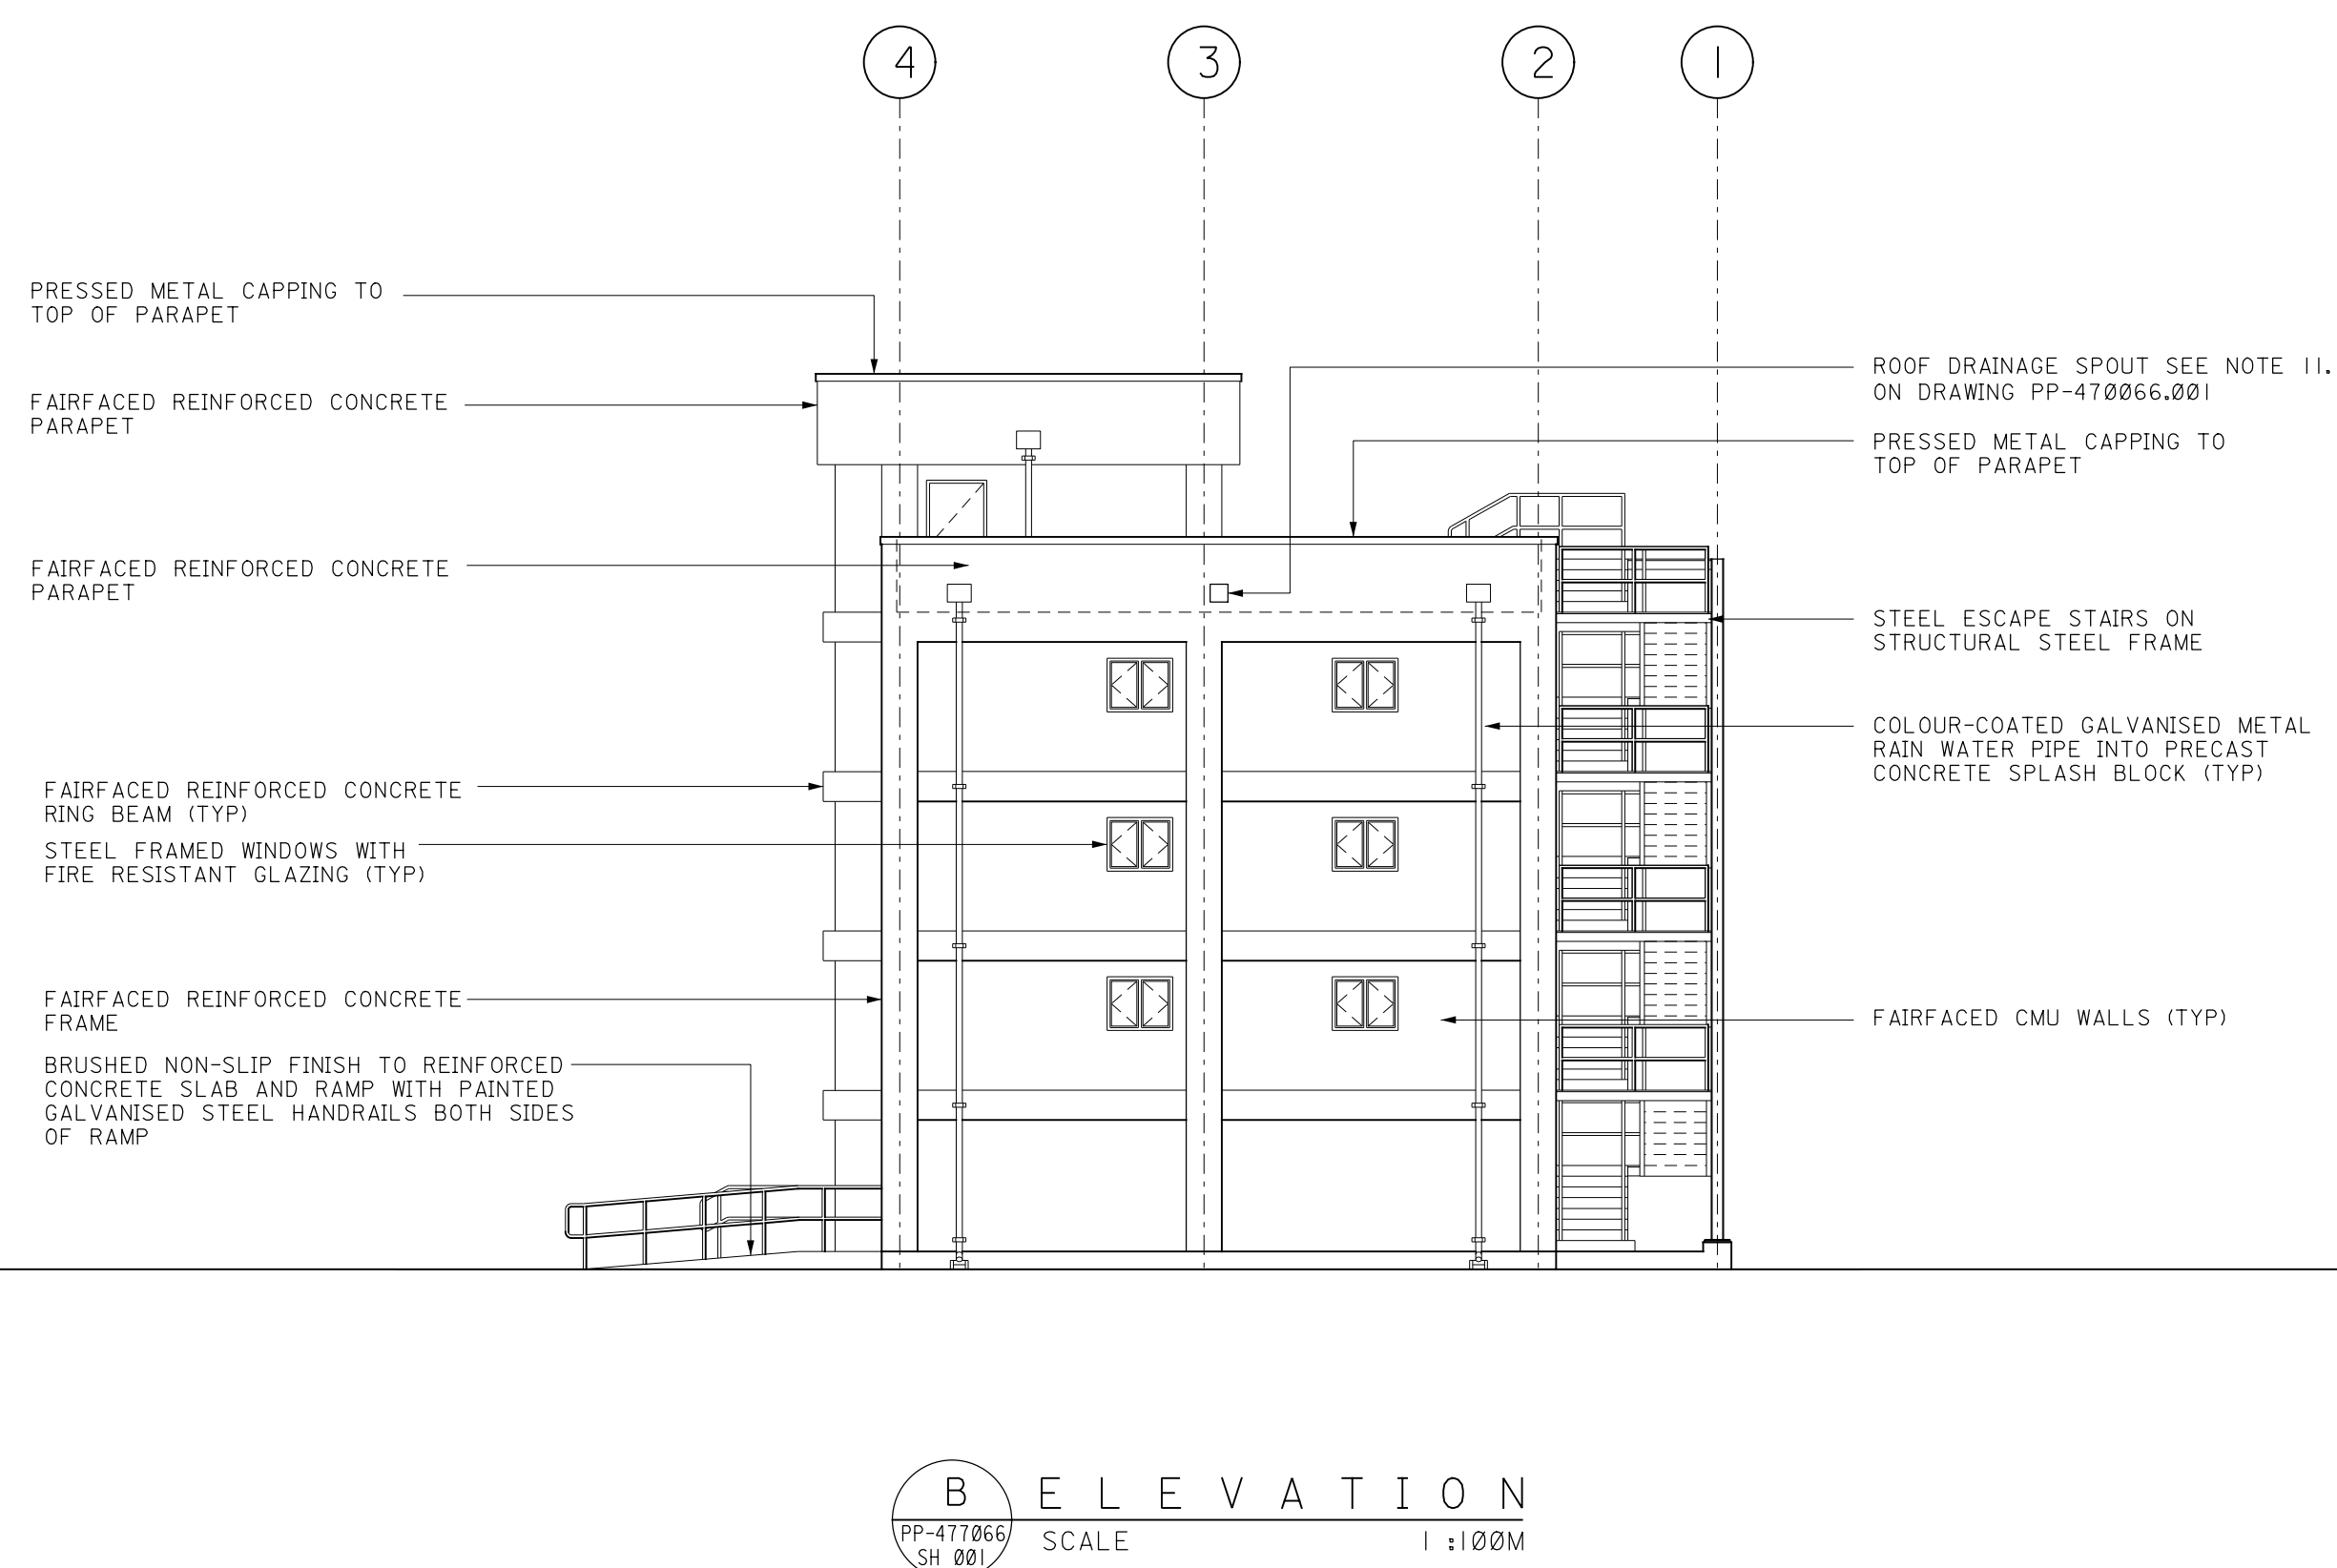 4
3
2
1
PRESSED METAL CAPPING TO
TOP OF PARAPET
FAIRFACED REINFORCED CONCRETE
PARAPET
FAIRFACED REINFORCED CONCRETE
PARAPET
FAIRFACED REINFORCED CONCRETE
RING BEAM (TYP)
STEEL FRAMED WINDOWS WITH
FIRE RESISTANT GLAZING (TYP)
FAIRFACED REINFORCED CONCRETE
FRAME
BRUSHED NON-SLIP FINISH TO REINFORCED
CONCRETE SLAB AND RAMP WITH PAINTED
GALVANISED STEEL HANDRAILS BOTH SIDES
OF RAMP
ROOF DRAINAGE SPOUT SEE NOTE 11.
ON DRAWING PP-470066.001
PRESSED METAL CAPPING TO
TOP OF PARAPET
STEEL ESCAPE STAIRS ON
STRUCTURAL STEEL FRAME
COLOUR-COATED GALVANISED METAL
RAIN WATER PIPE INTO PRECAST
CONCRETE SPLASH BLOCK (TYP)
FAIRFACED CMU WALLS (TYP)
B
PP-477066
SH 001
ELEVATION
SCALE 1:100M